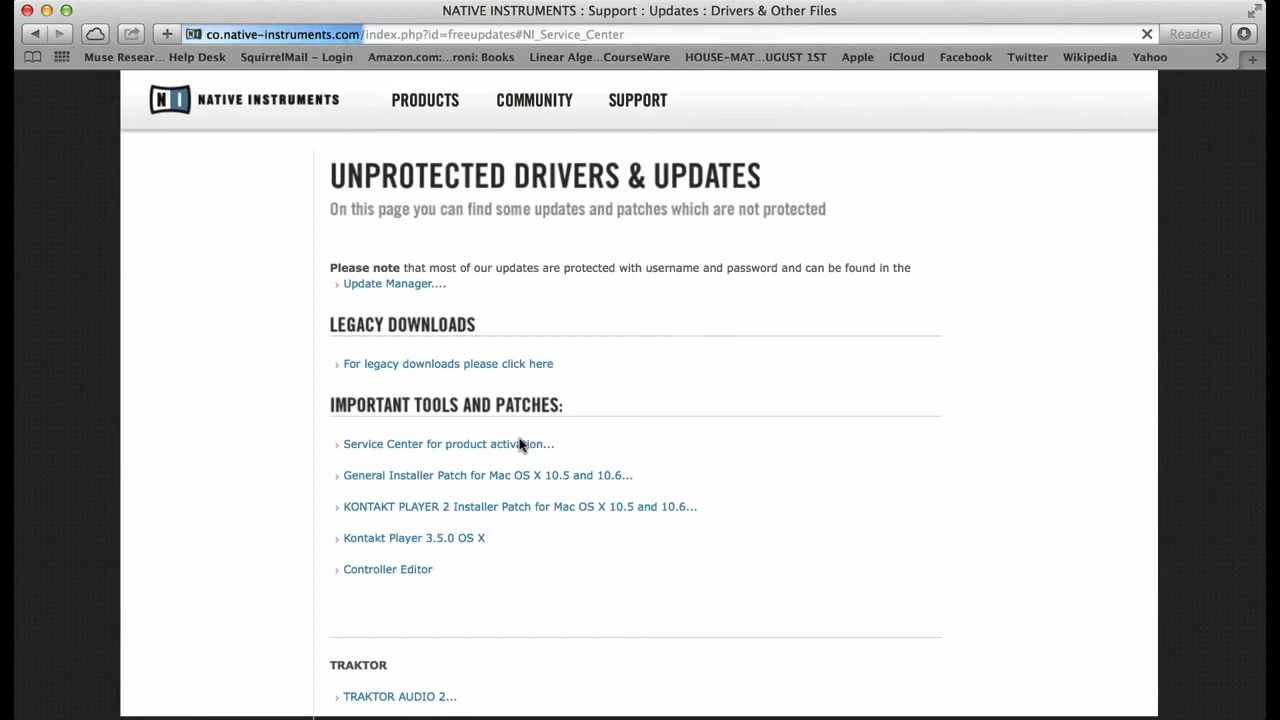 NATIVE INSTRUMENTS : Support : Updates : Drivers & Other Files
co.native-instruments.com/index.php?id=freeupdates#NI_Service_Center
Reader
Muse Resear... Help Desk SquirrelMail - Login Amazon.com:...roni: Books Linear Alge...CourseWare HOUSE-MAT...UGUST 1ST Apple iCloud Facebook Twitter Wikipedia Yahoo
NI NATIVE INSTRUMENTS PRODUCTS COMMUNITY SUPPORT
UNPROTECTED DRIVERS & UPDATES
On this page you can find some updates and patches which are not protected
Please note that most of our updates are protected with username and password and can be found in the
› Update Manager....
LEGACY DOWNLOADS
› For legacy downloads please click here
IMPORTANT TOOLS AND PATCHES:
› Service Center for product activation...
› General Installer Patch for Mac OS X 10.5 and 10.6...
› KONTAKT PLAYER 2 Installer Patch for Mac OS X 10.5 and 10.6...
› Kontakt Player 3.5.0 OS X
› Controller Editor
TRAKTOR
› TRAKTOR AUDIO 2...